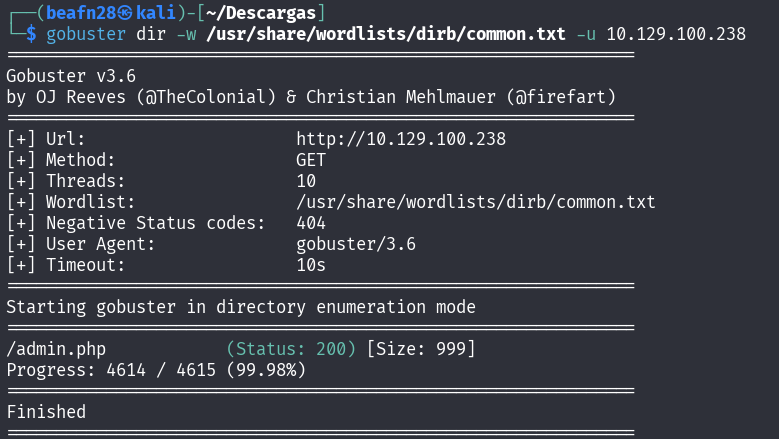 ┌──(beafn28㉿kali)-[~/Descargas]
└─$ gobuster dir -w /usr/share/wordlists/dirb/common.txt -u 10.129.100.238
===============================================================
Gobuster v3.6
by OJ Reeves (@TheColonial) & Christian Mehlmauer (@firefart)
===============================================================
[+] Url:                     http://10.129.100.238
[+] Method:                  GET
[+] Threads:                 10
[+] Wordlist:                /usr/share/wordlists/dirb/common.txt
[+] Negative Status codes:   404
[+] User Agent:              gobuster/3.6
[+] Timeout:                 10s
===============================================================
Starting gobuster in directory enumeration mode
===============================================================
/admin.php            (Status: 200) [Size: 999]
Progress: 4614 / 4615 (99.98%)
===============================================================
Finished
===============================================================